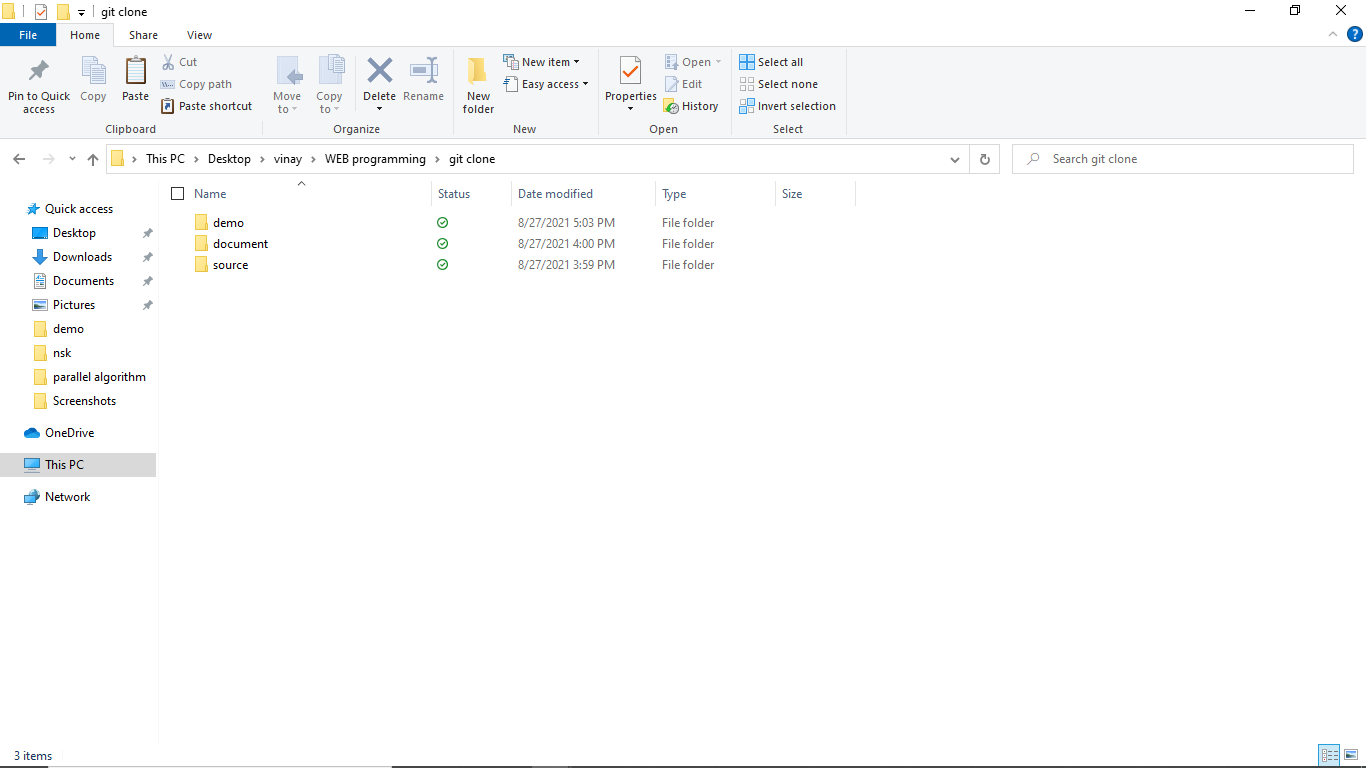 git clone
File Home Share View
Pin to Quick access
Copy
Paste
Cut
Copy path
Paste shortcut
Clipboard
Move to
Copy to
Delete
Rename
Organize
New folder
New item
Easy access
New
Properties
Open
Edit
History
Open
Select all
Select none
Invert selection
Select
This PC Desktop vinay WEB programming git clone
Search git clone
Quick access
Desktop
Downloads
Documents
Pictures
demo
nsk
parallel algorithm
Screenshots
OneDrive
This PC
Network
Name Status Date modified Type Size
demo 8/27/2021 5:03 PM File folder
document 8/27/2021 4:00 PM File folder
source 8/27/2021 3:59 PM File folder
3 items